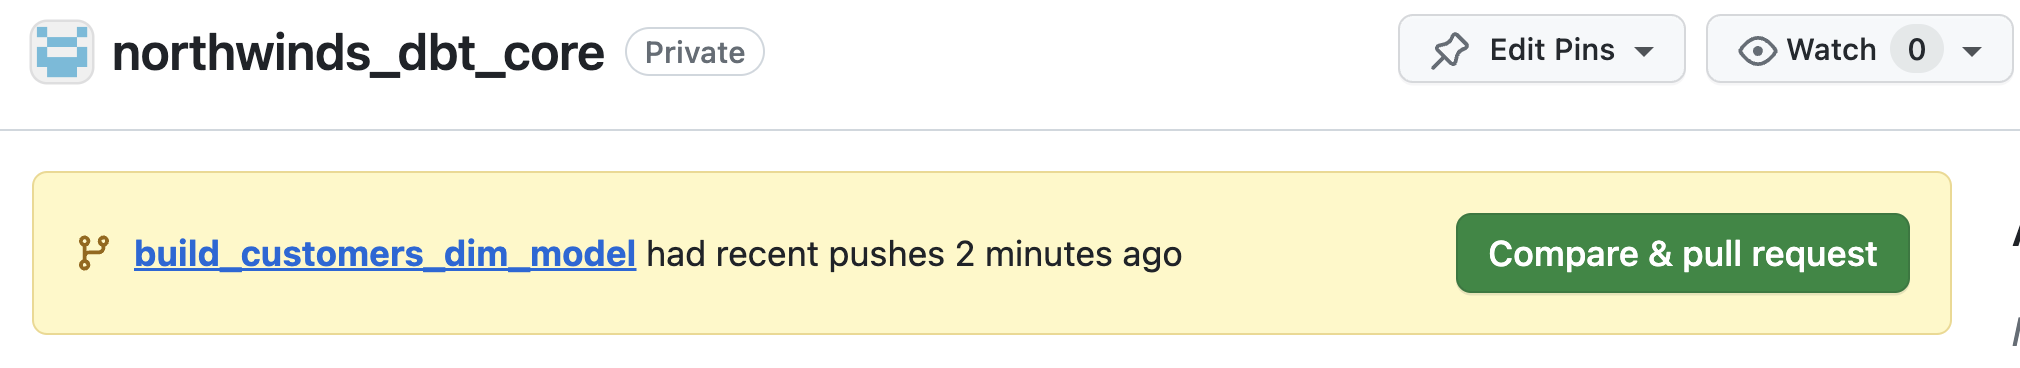 northwinds_dbt_core Private Edit Pins Watch 0
build_customers_dim_model had recent pushes 2 minutes ago Compare & pull request